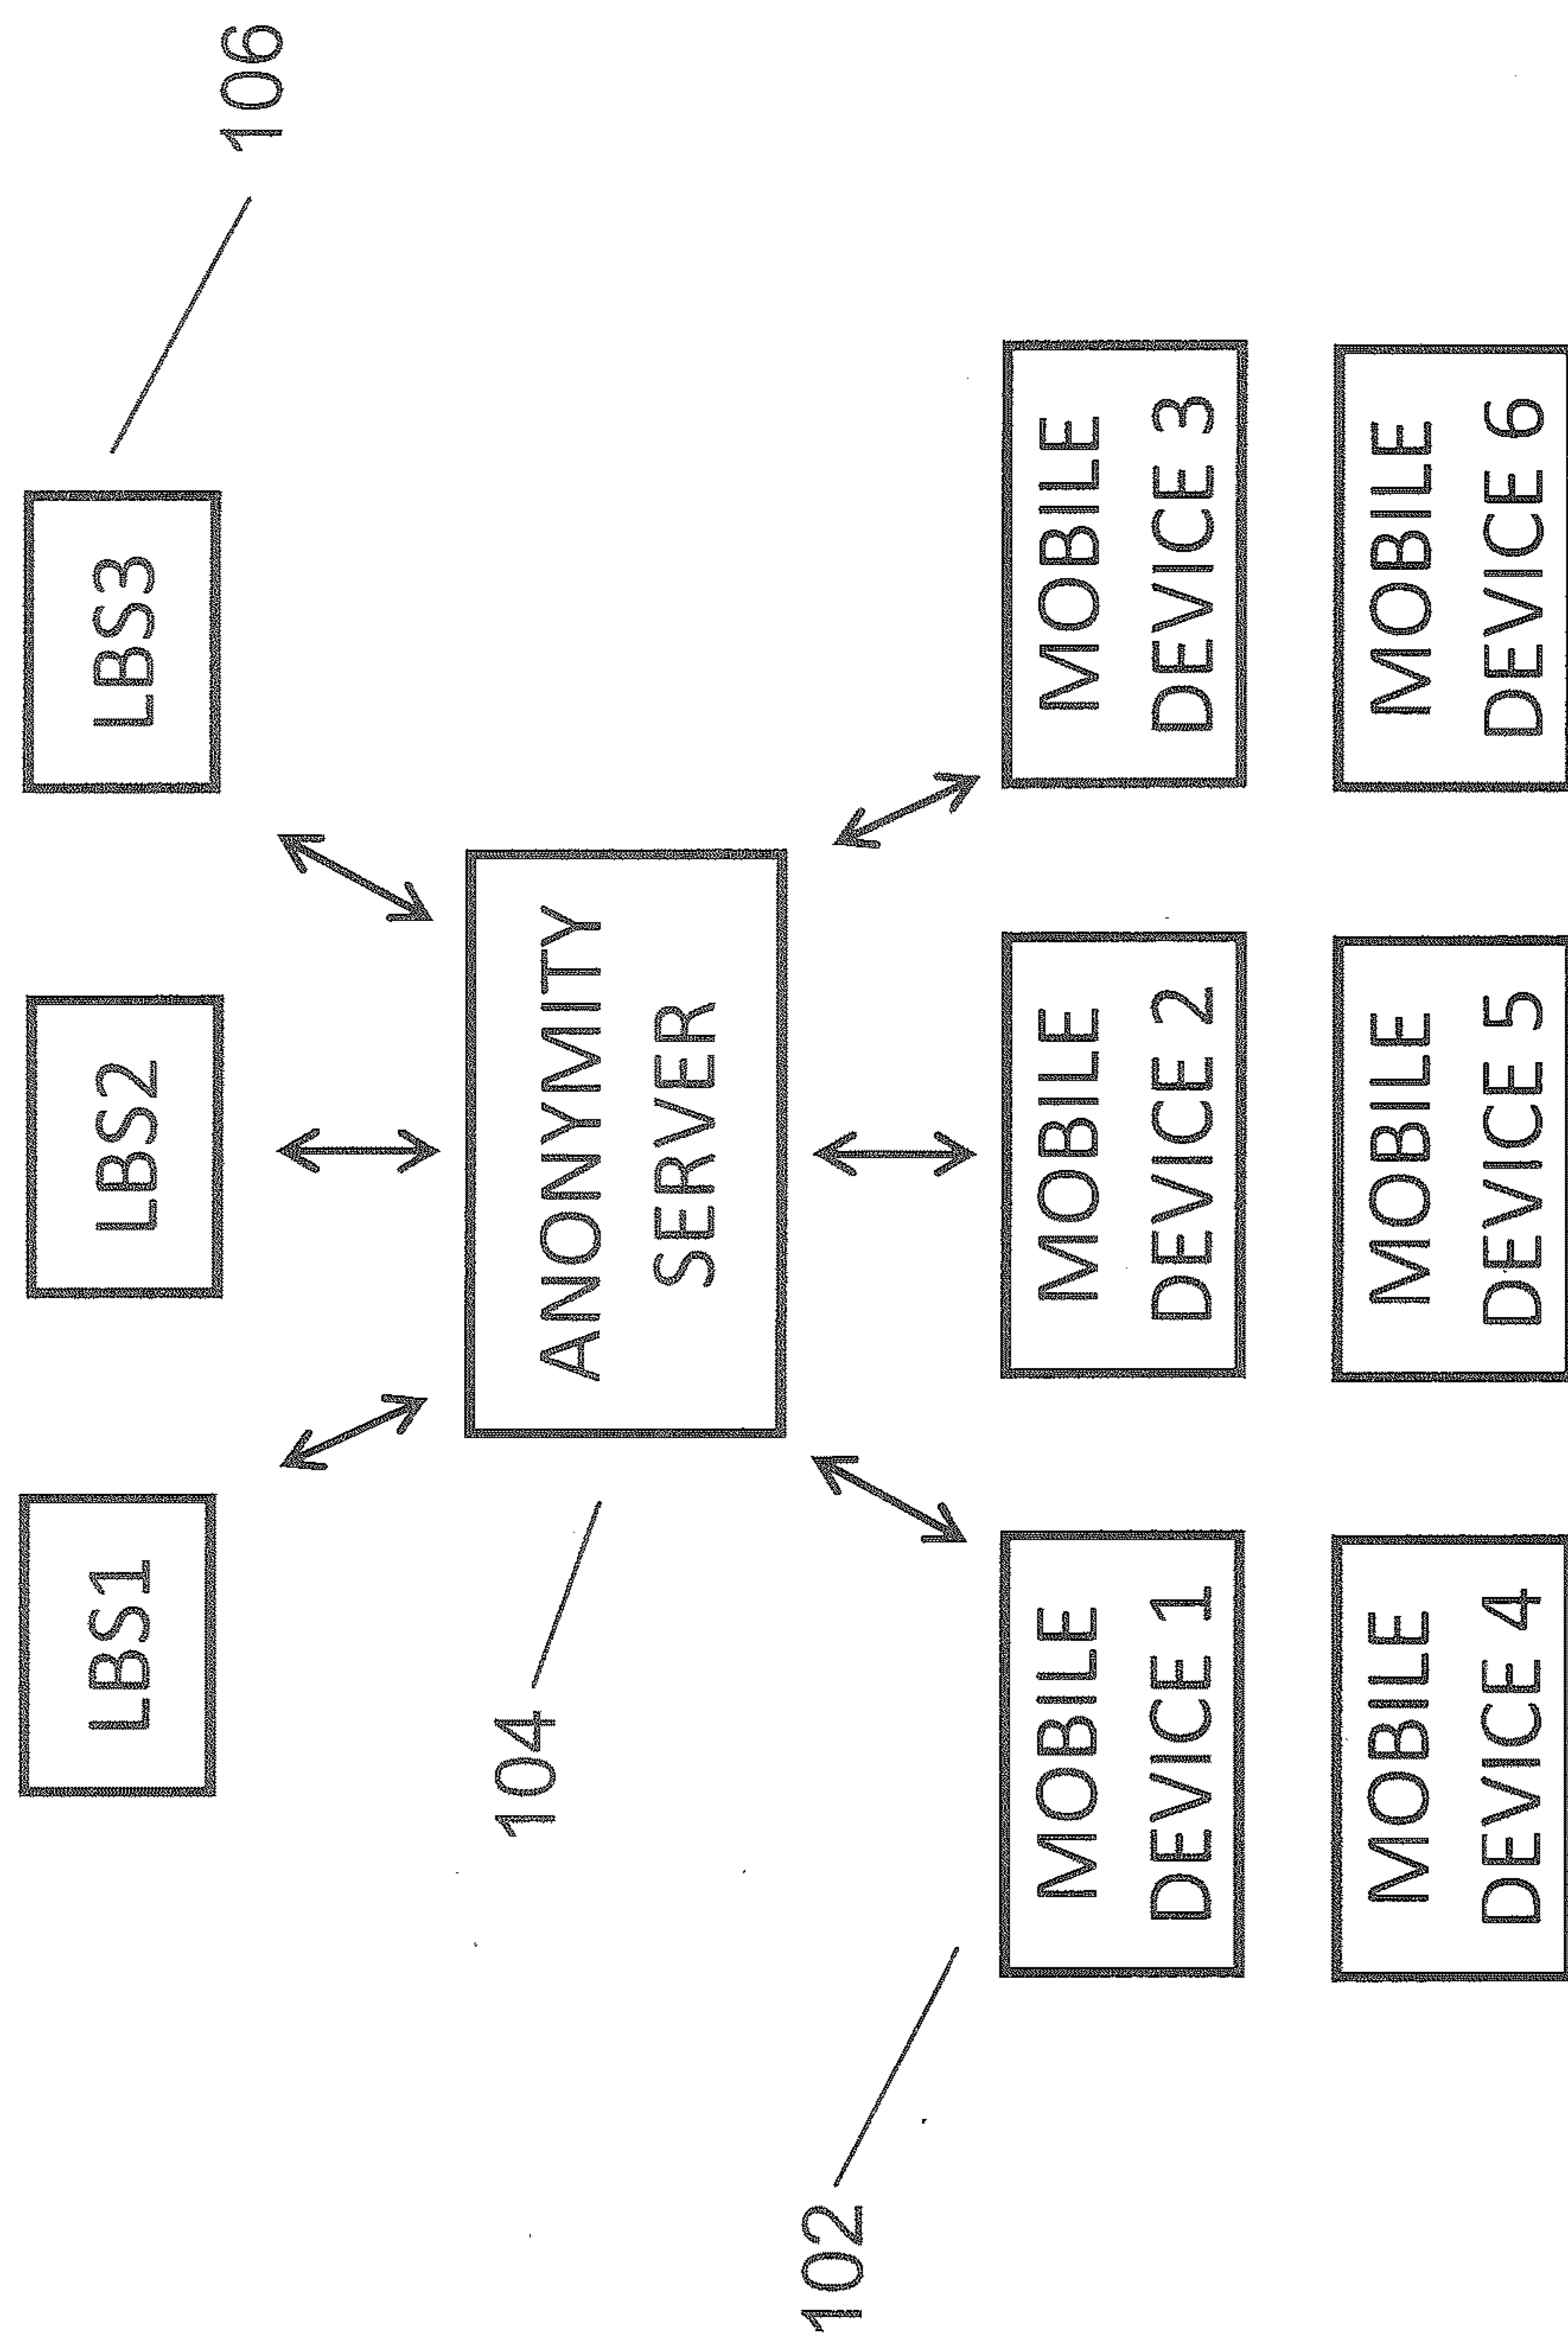 LBS1
LBS2
LBS3
106
104
ANONYMITY
SERVER
102
MOBILE
DEVICE 1
MOBILE
DEVICE 2
MOBILE
DEVICE 3
MOBILE
DEVICE 4
MOBILE
DEVICE 5
MOBILE
DEVICE 6